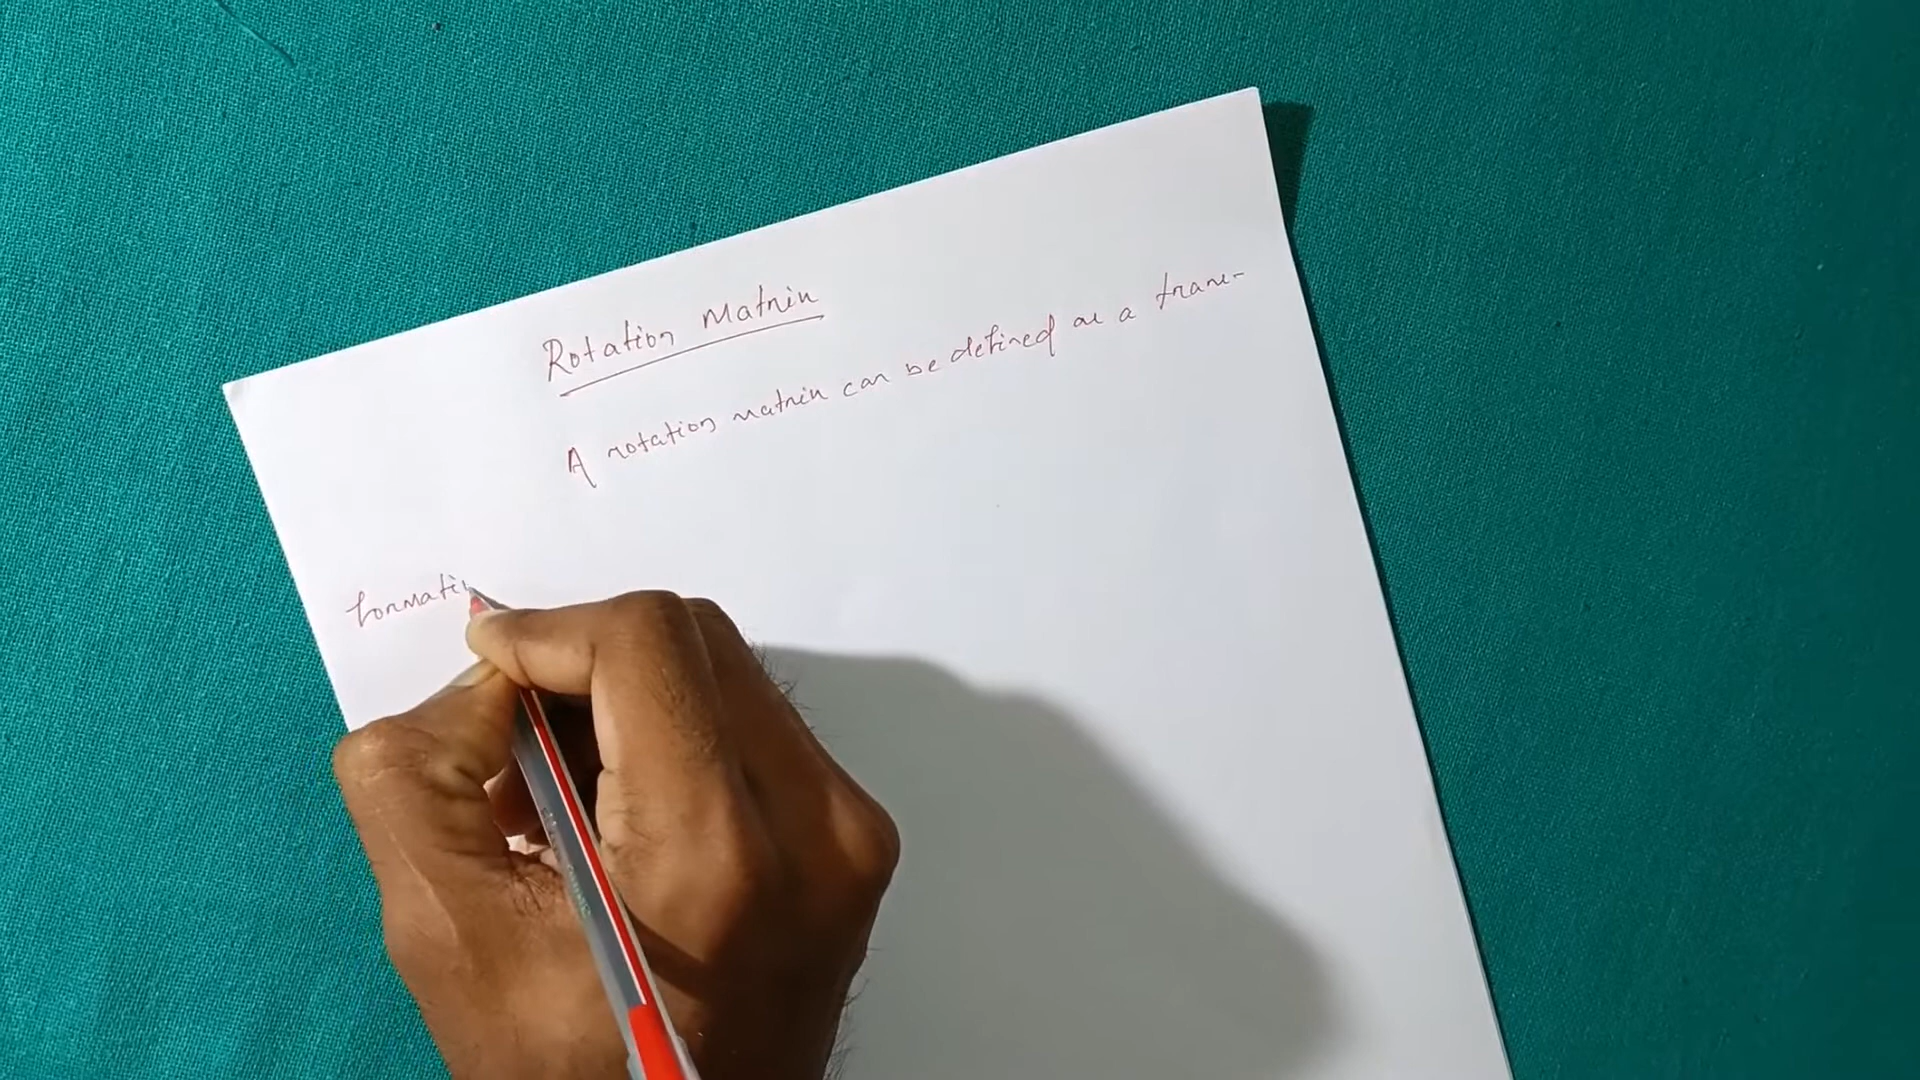 Rotation Matrix
A rotation matrix can be defined as a trans-
formati